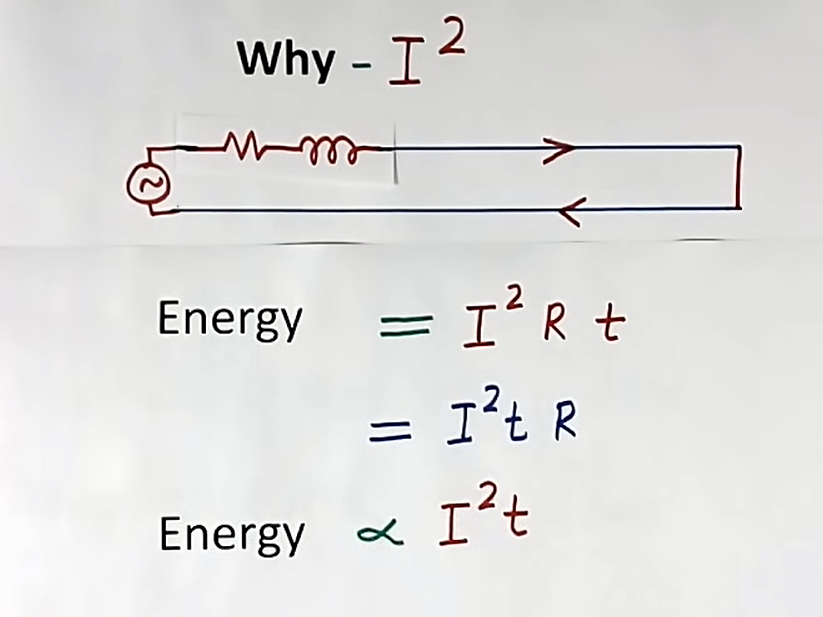 Why - I²
Energy = I² R t
= I²t R
Energy ∝ I²t